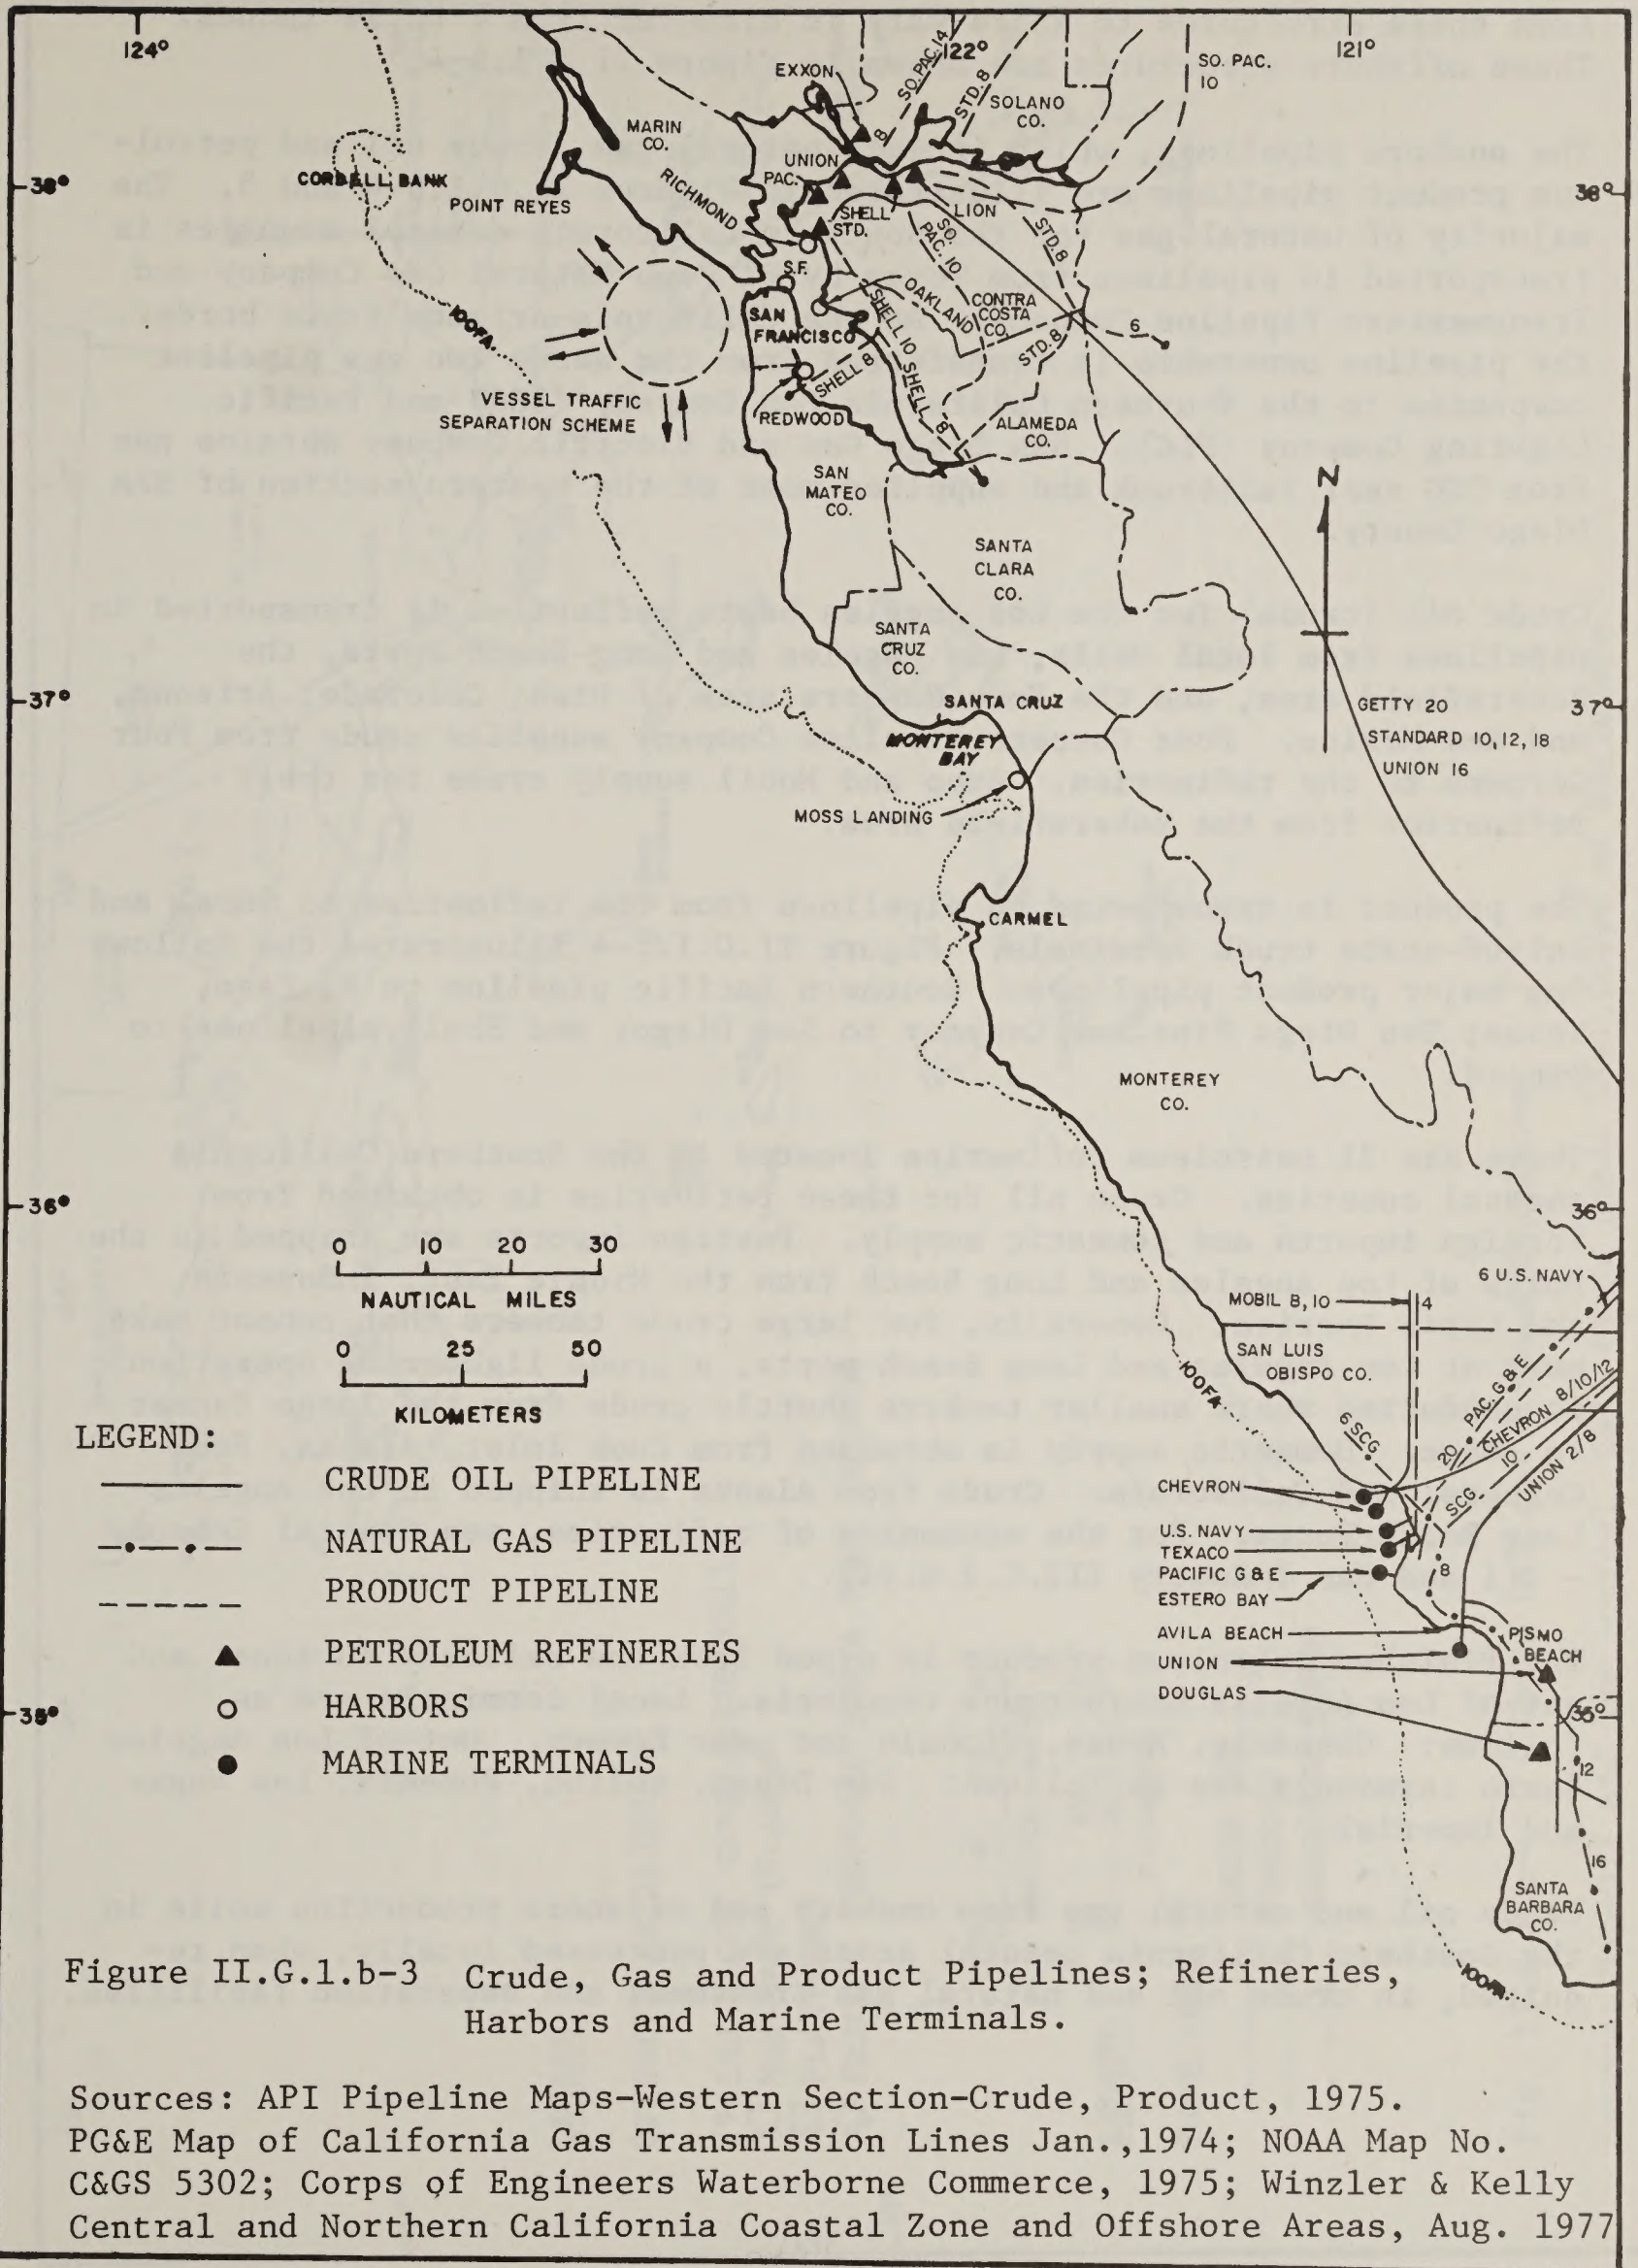 124°
122°
121°
SO. PAC.
10
EXXON
SO. PAC. 14
STD. 8
SOLANO
CO.
8
MARIN
CO.
UNION
PAC.
38°
CORDELL BANK
38°
POINT REYES
RICHMOND
SHELL
STD.
LION
SO.
PAC. 10
STD. 8
S.F.
OAKLAND
CONTRA
COSTA
CO.
SHELL 10
SAN
FRANCISCO
100FA.
STD. 8
6
SHELL 8
SHELL 8
VESSEL TRAFFIC
SEPARATION SCHEME
REDWOOD
ALAMEDA
CO.
SAN
MATEO
CO.
N
SANTA
CLARA
CO.
SANTA
CRUZ
CO.
37°
SANTA CRUZ
GETTY 20
37°
STANDARD 10, 12, 18
UNION 16
MONTEREY
BAY
MOSS LANDING
CARMEL
MONTEREY
CO.
36°
36°
0 10 20 30
NAUTICAL MILES
6 U.S. NAVY
MOBIL 8, 10
4
0 25 50
KILOMETERS
SAN LUIS
OBISPO CO.
100FA.
PAC. G & E
CHEVRON 8/10/12
6 SCG
20
10
UNION 2/8
SCG
LEGEND:
CRUDE OIL PIPELINE
NATURAL GAS PIPELINE
PRODUCT PIPELINE
PETROLEUM REFINERIES
HARBORS
MARINE TERMINALS
CHEVRON
U.S. NAVY
TEXACO
PACIFIC G & E
8
ESTERO BAY
AVILA BEACH
PISMO
BEACH
UNION
DOUGLAS
35°
35°
12
16
SANTA
BARBARA
CO.
100FA.
Figure II.G.1.b-3 Crude, Gas and Product Pipelines; Refineries,
Harbors and Marine Terminals.
Sources: API Pipeline Maps-Western Section-Crude, Product, 1975.
PG&E Map of California Gas Transmission Lines Jan.,1974; NOAA Map No.
C&GS 5302; Corps of Engineers Waterborne Commerce, 1975; Winzler & Kelly
Central and Northern California Coastal Zone and Offshore Areas, Aug. 1977